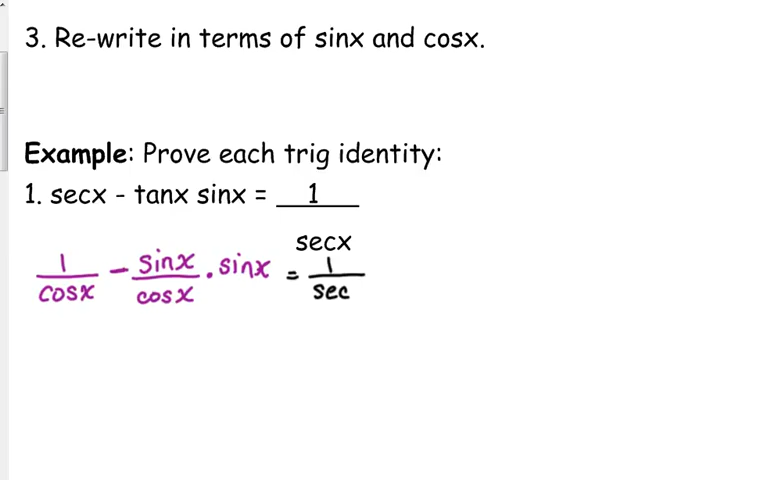 3. Re-write in terms of sinx and cosx.
Example: Prove each trig identity:
1. secx - tanx sinx = 1
secx
1 - sinx . sinx = 1
cosx cosx sec